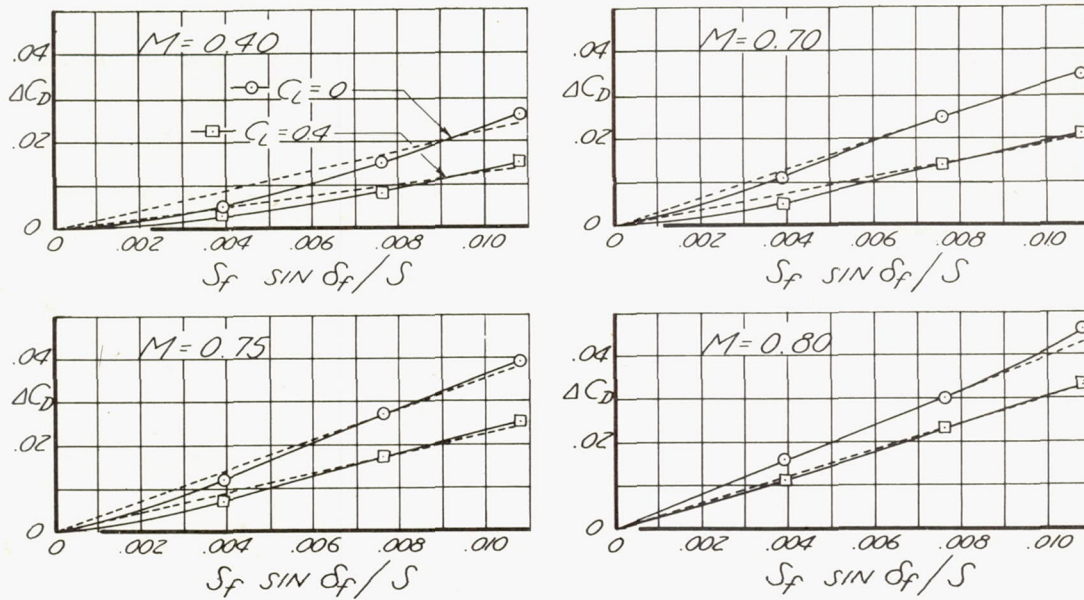 M = 0.40
.04
ΔC_D
.02
0
C_L = 0
C_L = 0.4
0 .002 .004 .006 .008 .010
S_f SIN δ_f / S
M = 0.70
.04
ΔC_D
.02
0
0 .002 .004 .006 .008 .010
S_f SIN δ_f / S
M = 0.75
.04
ΔC_D
.02
0
0 .002 .004 .006 .008 .010
S_f SIN δ_f / S
M = 0.80
.04
ΔC_D
.02
0
0 .002 .004 .006 .008 .010
S_f SIN δ_f / S